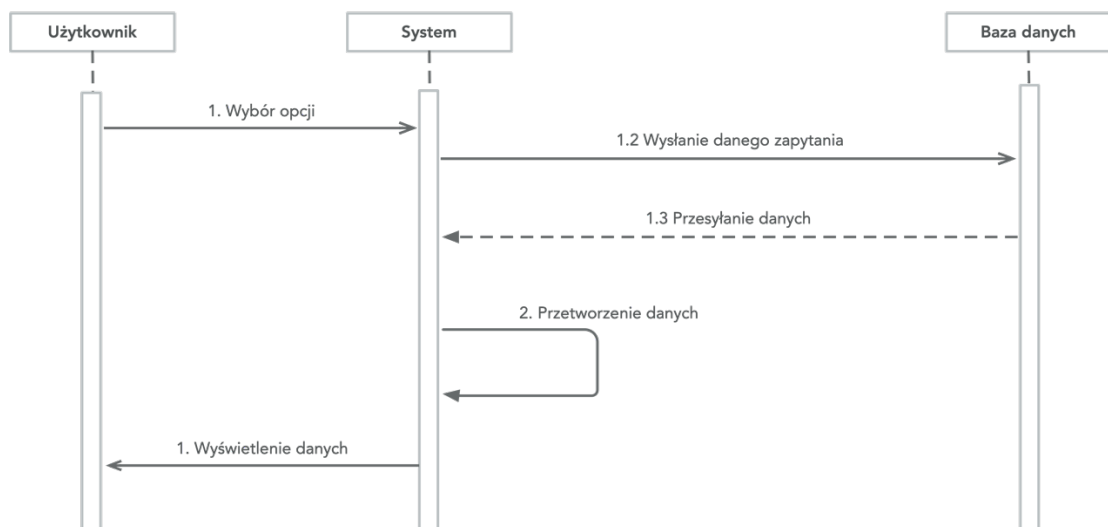 Użytkownik
System
Baza danych
1. Wybór opcji
1.2 Wysłanie danego zapytania
1.3 Przesyłanie danych
2. Przetworzenie danych
1. Wyświetlenie danych